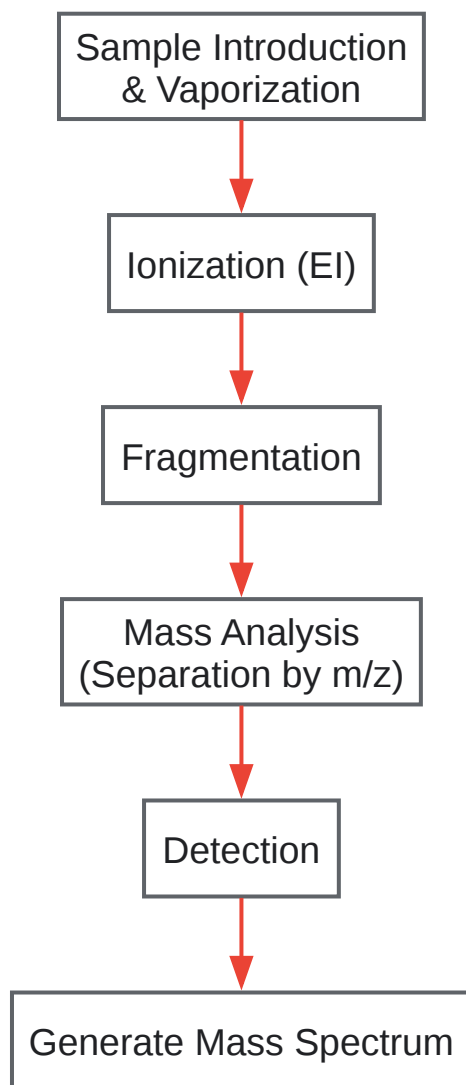 Sample Introduction
& Vaporization
Ionization (EI)
Fragmentation
Mass Analysis
(Separation by m/z)
Detection
Generate Mass Spectrum